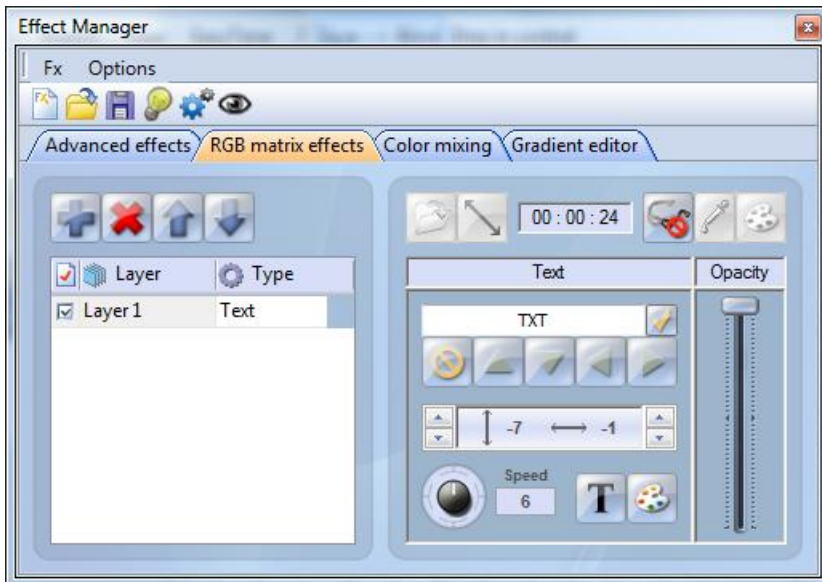 Effect Manager
Fx Options
FX
Advanced effects RGB matrix effects Color mixing Gradient editor
00 : 00 : 24
Layer Type
Layer 1 Text
Text Opacity
TXT
-7 -1
Speed
6
T